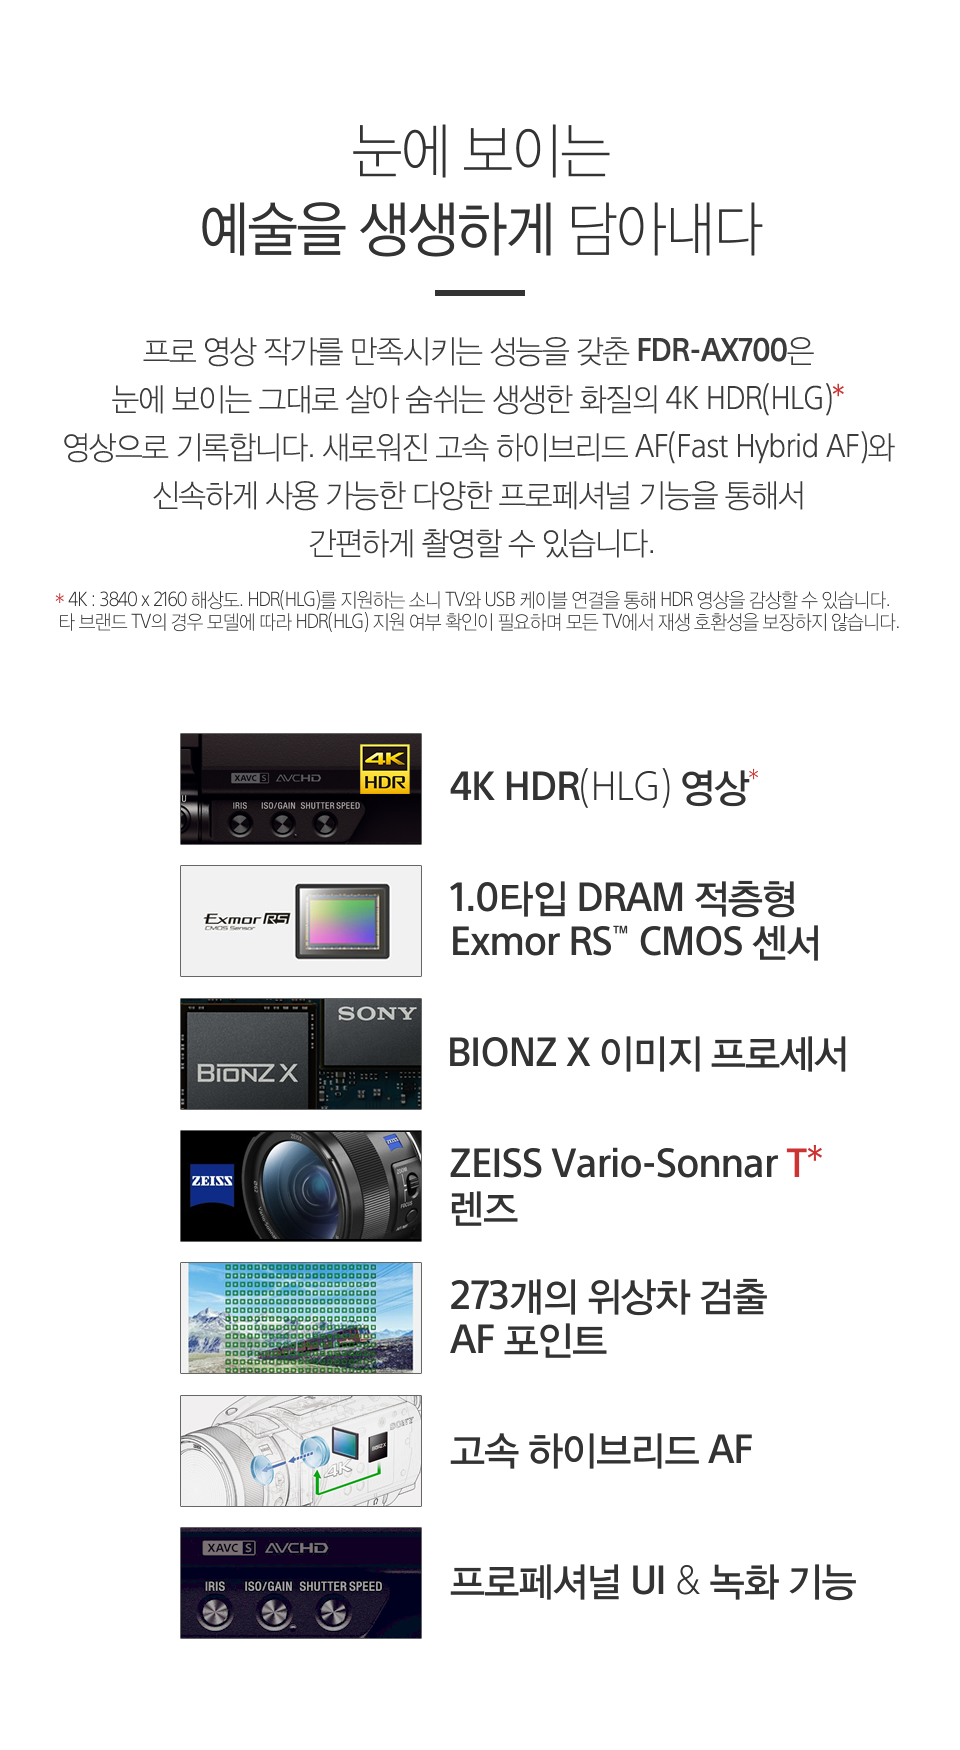 눈에 보이는
예술을 생생하게 담아내다
프로 영상 작가를 만족시키는 성능을 갖춘 FDR-AX700은
눈에 보이는 그대로 살아 숨쉬는 생생한 화질의 4K HDR(HLG)*
영상으로 기록합니다. 새로워진 고속 하이브리드 AF(Fast Hybrid AF)와
신속하게 사용 가능한 다양한 프로페셔널 기능을 통해서
간편하게 촬영할 수 있습니다.
* 4K : 3840 x 2160 해상도. HDR(HLG)를 지원하는 소니 TV와 USB 케이블 연결을 통해 HDR 영상을 감상할 수 있습니다.
타 브랜드 TV의 경우 모델에 따라 HDR(HLG) 지원 여부 확인이 필요하며 모든 TV에서 재생 호환성을 보장하지 않습니다.
4K
HDR
XAVC S AVCHD
IRIS ISO/GAIN SHUTTER SPEED
4K HDR(HLG) 영상*
Exmor RS
CMOS Sensor
1.0타입 DRAM 적층형
Exmor RS™ CMOS 센서
SONY
BIONZ X
BIONZ X 이미지 프로세서
ZEISS
ZEISS
ZEISS
ZOOM
FOCUS
Vario-Sonnar
ZEISS Vario-Sonnar T*
렌즈
273개의 위상차 검출
AF 포인트
SONY
BIONZ X
4K
고속 하이브리드 AF
XAVC S AVCHD
IRIS ISO/GAIN SHUTTER SPEED
프로페셔널 UI & 녹화 기능